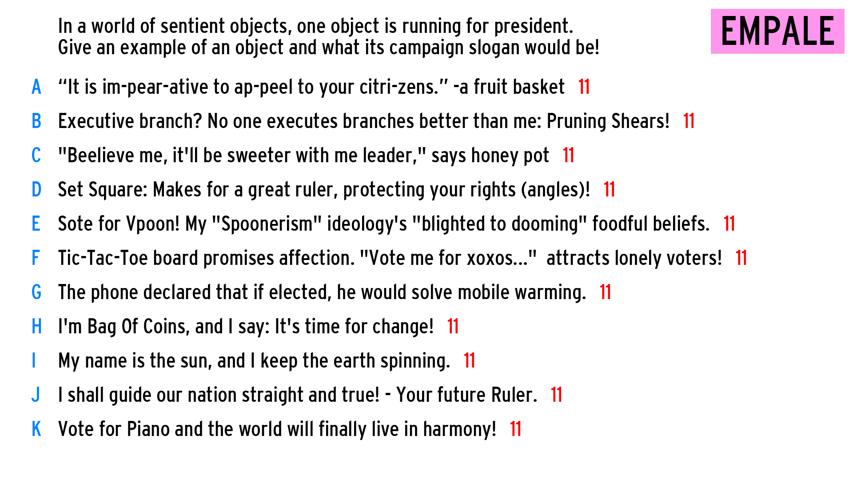 In a world of sentient objects, one object is running for president.
Give an example of an object and what its campaign slogan would be!
EMPALE
A “It is im-pear-ative to ap-peel to your citri-zens.” -a fruit basket 11
B Executive branch? No one executes branches better than me: Pruning Shears! 11
C "Beelieve me, it'll be sweeter with me leader," says honey pot 11
D Set Square: Makes for a great ruler, protecting your rights (angles)! 11
E Sote for Vpoon! My "Spoonerism" ideology's "blighted to dooming" foodful beliefs. 11
F Tic-Tac-Toe board promises affection. "Vote me for xoxos..." attracts lonely voters! 11
G The phone declared that if elected, he would solve mobile warming. 11
H I'm Bag Of Coins, and I say: It's time for change! 11
I My name is the sun, and I keep the earth spinning. 11
J I shall guide our nation straight and true! - Your future Ruler. 11
K Vote for Piano and the world will finally live in harmony! 11